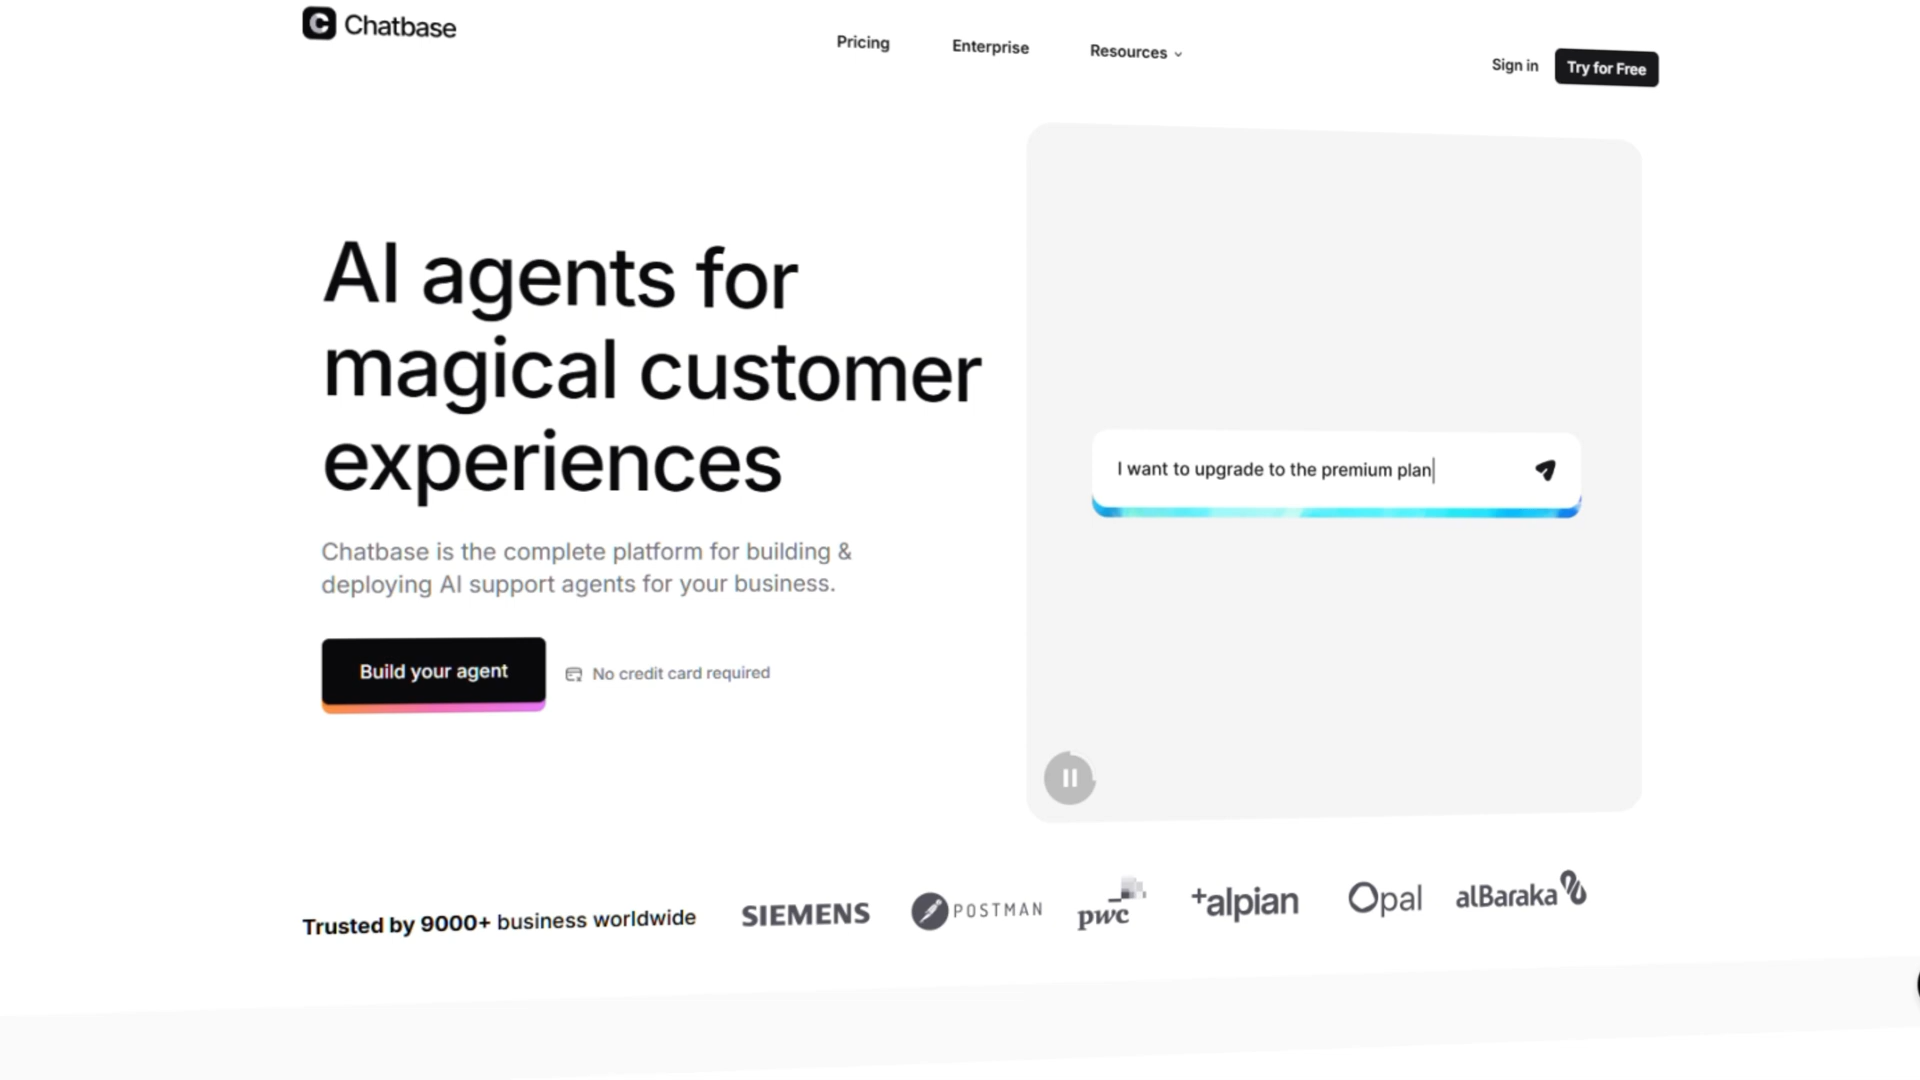 C Chatbase
Pricing
Enterprise
Resources
Sign in
Try for Free
AI agents for
magical customer
experiences
Chatbase is the complete platform for building &
deploying AI support agents for your business.
Build your agent
No credit card required
I want to upgrade to the premium plan
Trusted by 9000+ business worldwide
SIEMENS
POSTMAN
pwc
+alpian
Opal
alBaraka